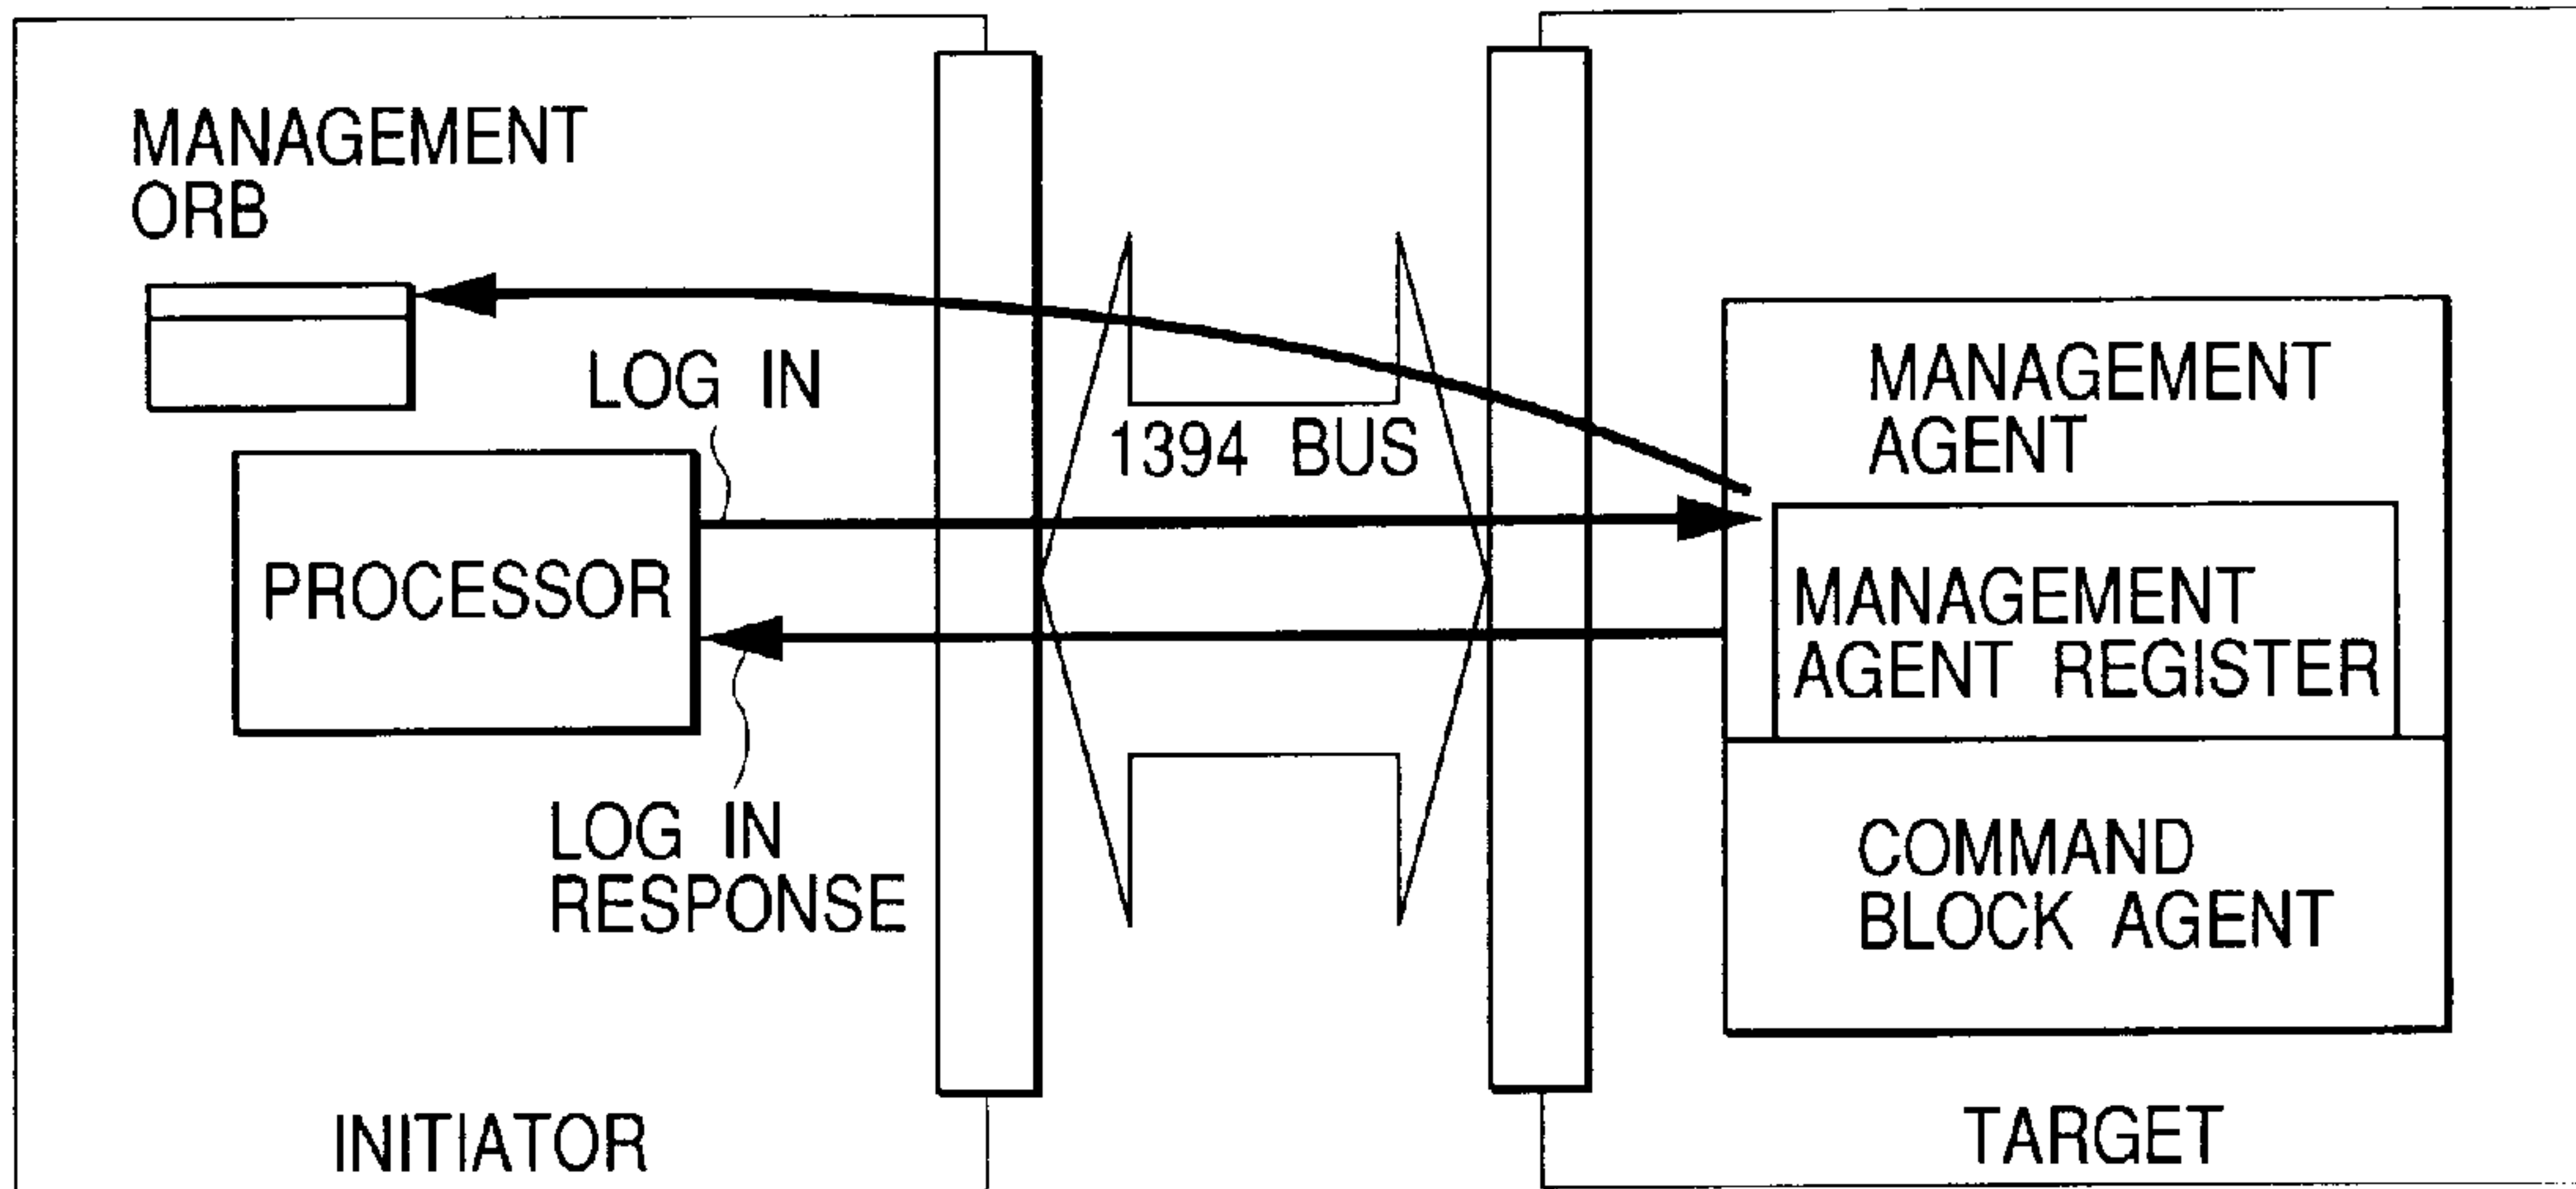 MANAGEMENT
ORB
LOG IN
PROCESSOR
LOG IN
RESPONSE
INITIATOR
1394 BUS
MANAGEMENT
AGENT
MANAGEMENT
AGENT REGISTER
COMMAND
BLOCK AGENT
TARGET